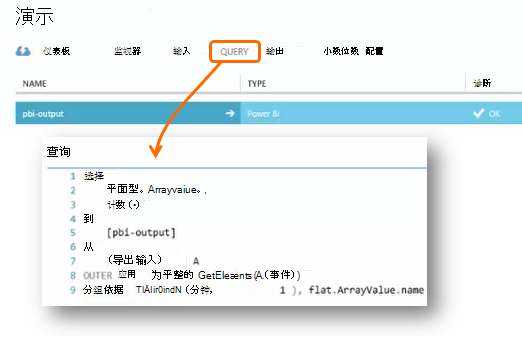 演示
仪表板 监视器 输入 QUERY 输出 小数位数 配置
NAME TYPE 诊断
pbi-output → Power BI ✓ OK
查询
1 选择
2 平面型。Arrayvaiue。,
3 计数 (*)
4 到
5 [pbi-output]
6 从
7 (导出输入) A
8 OUTER 应用 为平整的 GetEleænts (A.(事件))
9 分组依据 (分钟, 1 ), flat.ArrayValue.name